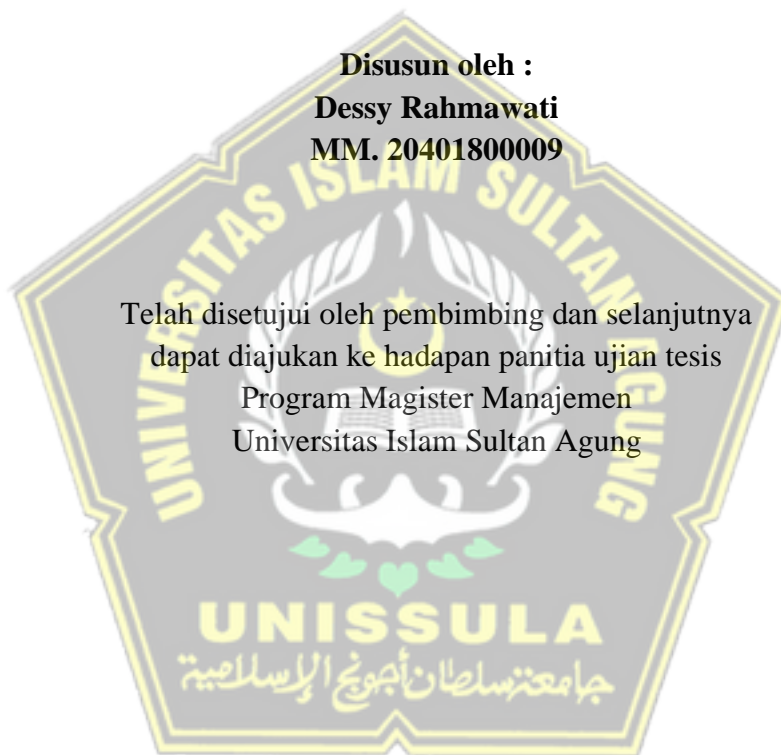 Disusun oleh :
Dessy Rahmawati
MM. 20401800009
UNIVERSITAS ISLAM SULTAN AGUNG
Telah disetujui oleh pembimbing dan selanjutnya
dapat diajukan ke hadapan panitia ujian tesis
Program Magister Manajemen
Universitas Islam Sultan Agung
UNISSULA
جامعة سلطان أجونج الإسلامية